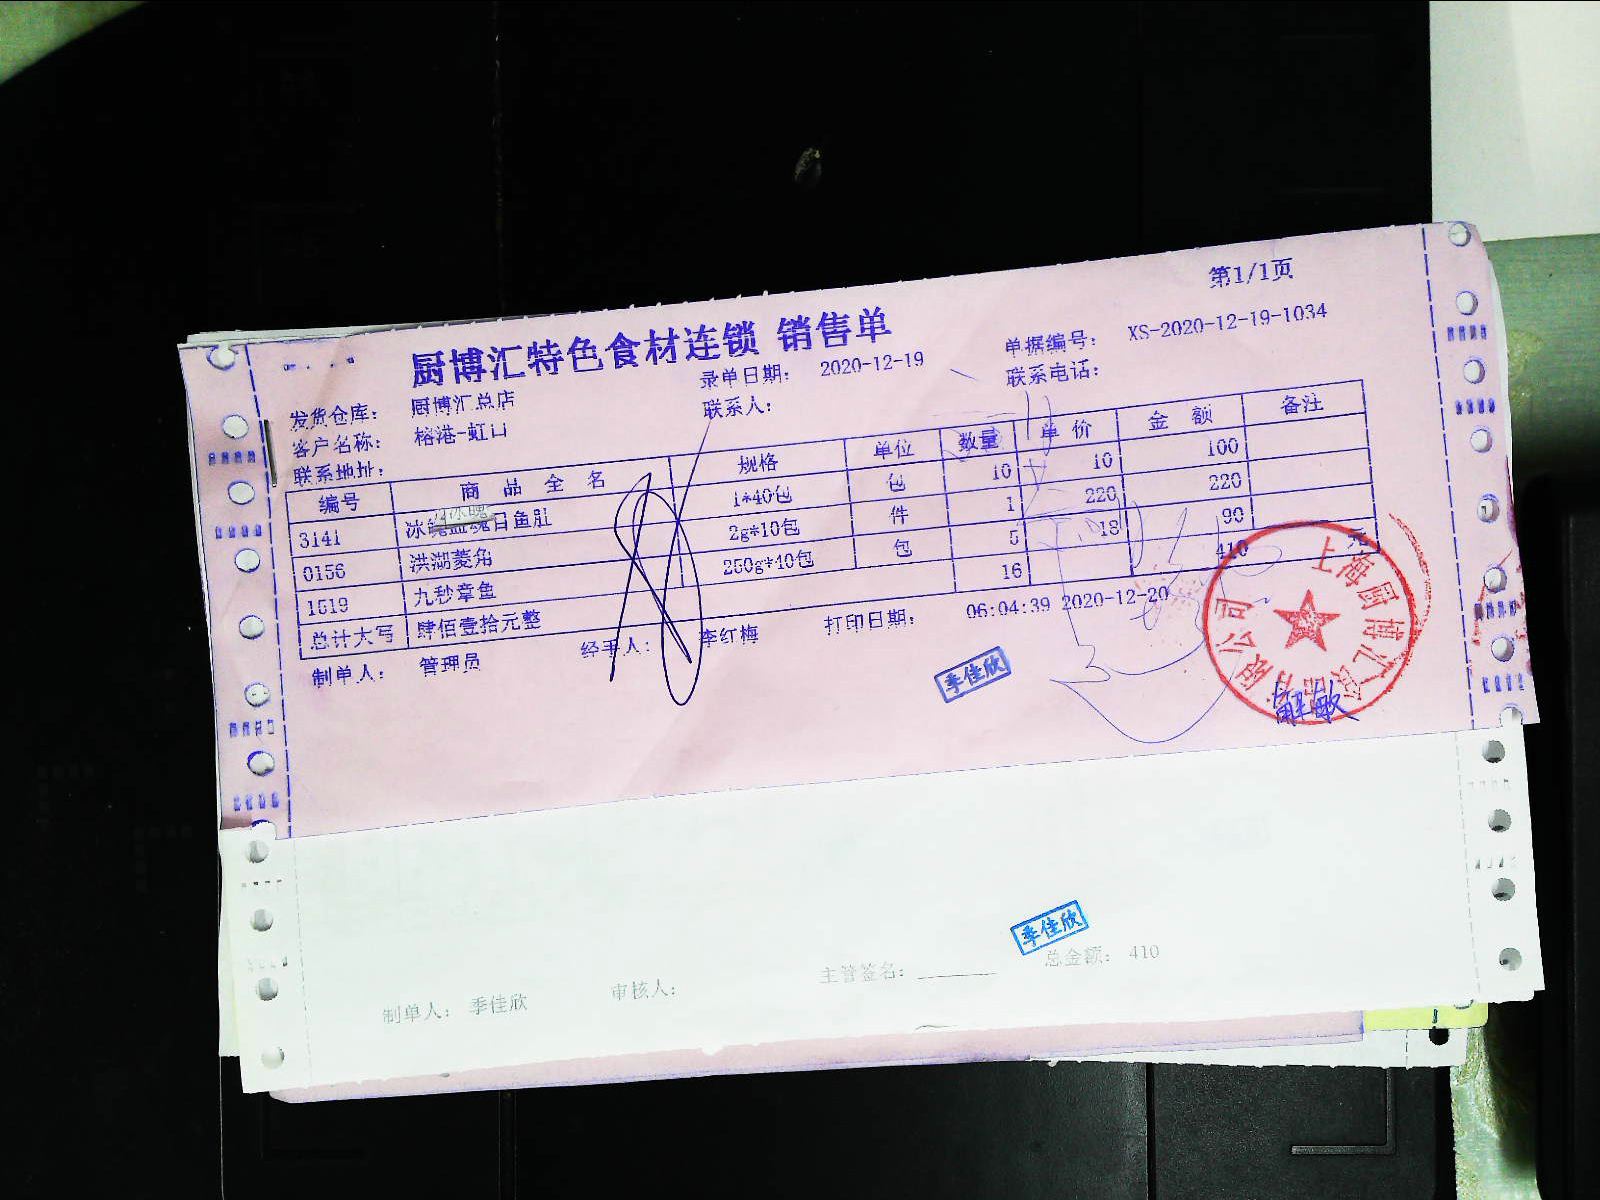 第1/1页
厨博汇特色食材连锁 销售单
录单日期： 2020-12-19 单据编号： XS-2020-12-19-1034
发货仓库： 厨博汇总店 联系人： 联系电话：
客户名称： 榕港-虹口
联系地址：
编号 商品全名 规格 单位 数量 单价 金额 备注
3141 鱼肚 1*40包 包 10 10 100
0156 洪湖菱角 2g*10包 件 1 220 220
1519 九秒章鱼 250g*40包 包 5 18 90
总计大写 肆佰壹拾元整 16 410 元
制单人： 管理员 经手人： 李红梅 打印日期： 06:04:39 2020-12-20
季佳欣
上海厨博汇 有限公司
解敏
季佳欣
制单人： 季佳欣 审核人： 主管签名： 总金额： 410